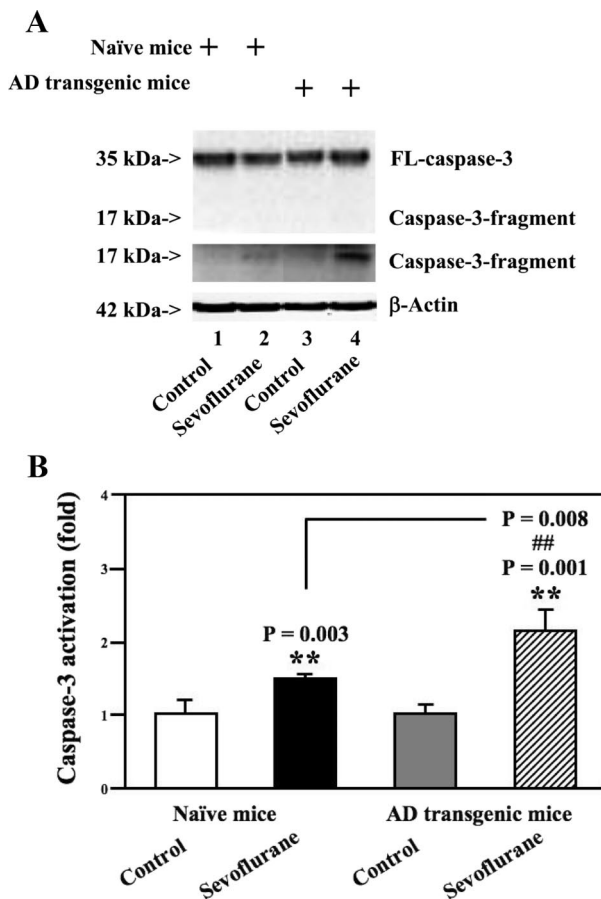 A
Naïve mice + +
AD transgenic mice + +
35 kDa-> FL-caspase-3
17 kDa-> Caspase-3-fragment
17 kDa-> Caspase-3-fragment
42 kDa-> β-Actin
1 2 3 4
Control Sevoflurane Control Sevoflurane
B
Caspase-3 activation (fold)
4
3
2
1
0
P = 0.008
##
P = 0.001
**
P = 0.003
**
Naïve mice AD transgenic mice
Control Sevoflurane Control Sevoflurane